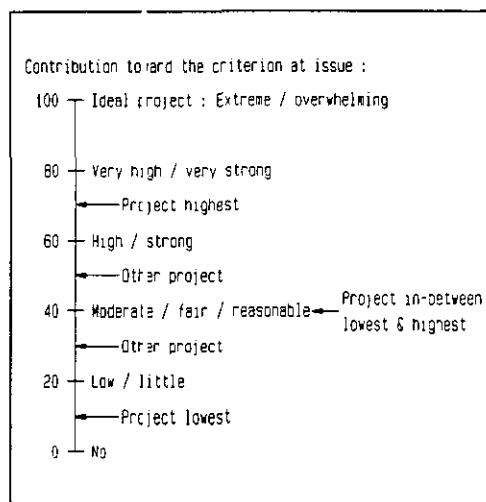 Contribution toward the criterion at issue :
100 Ideal project : Extreme / overwhelming
80 Very high / very strong
Project highest
60 High / strong
Other project
40 Moderate / fair / reasonable
Project in-between
lowest & highest
Other project
20 Low / little
Project lowest
0 No